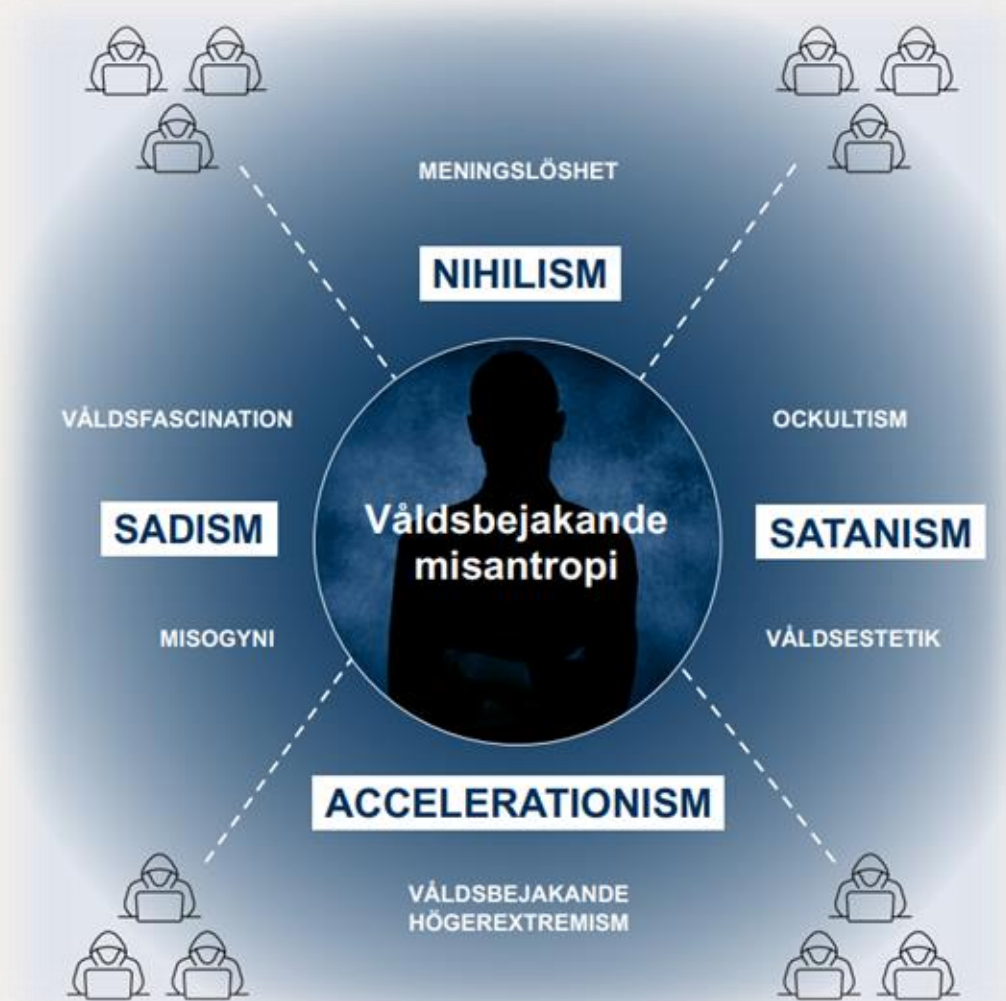 MENINGSLÖSHET
NIHILISM
VÅLDSFASCINATION
OCKULTISM
SADISM
Våldsbejakande
misantropi
SATANISM
MISOGYNI
VÅLDSESTETIK
ACCELERATIONISM
VÅLDSBEJAKANDE
HÖGEREXTREMISM